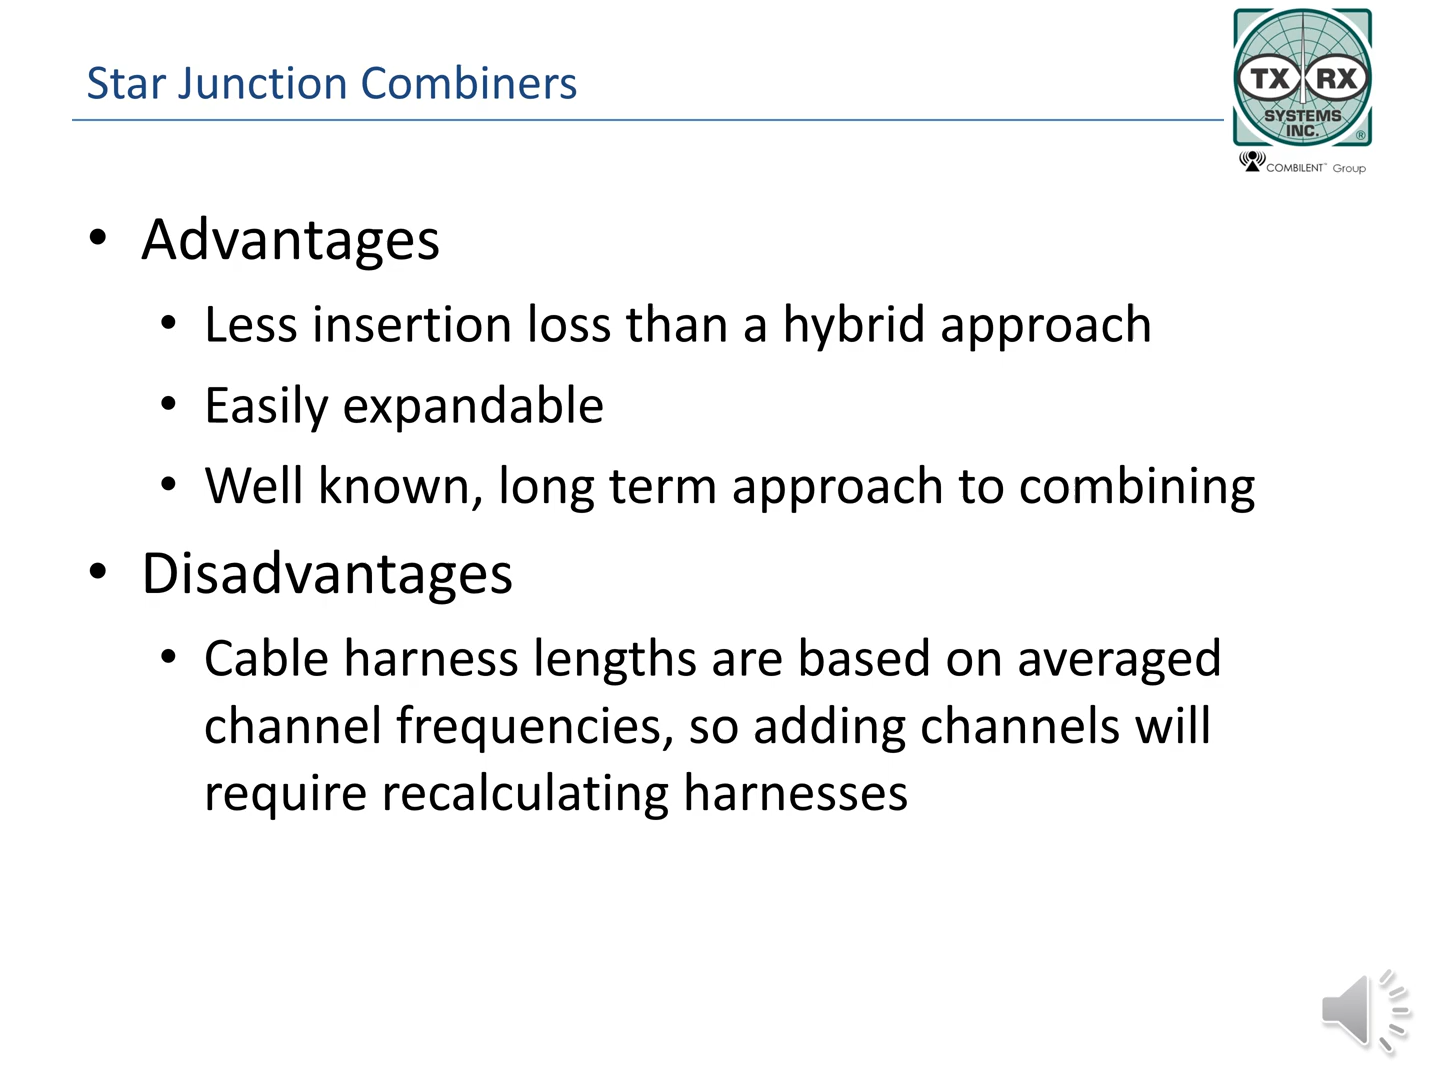 Star Junction Combiners
TX RX
SYSTEMS
INC.
®
COMBILENT™ Group
• Advantages
• Less insertion loss than a hybrid approach
• Easily expandable
• Well known, long term approach to combining
• Disadvantages
• Cable harness lengths are based on averaged
channel frequencies, so adding channels will
require recalculating harnesses